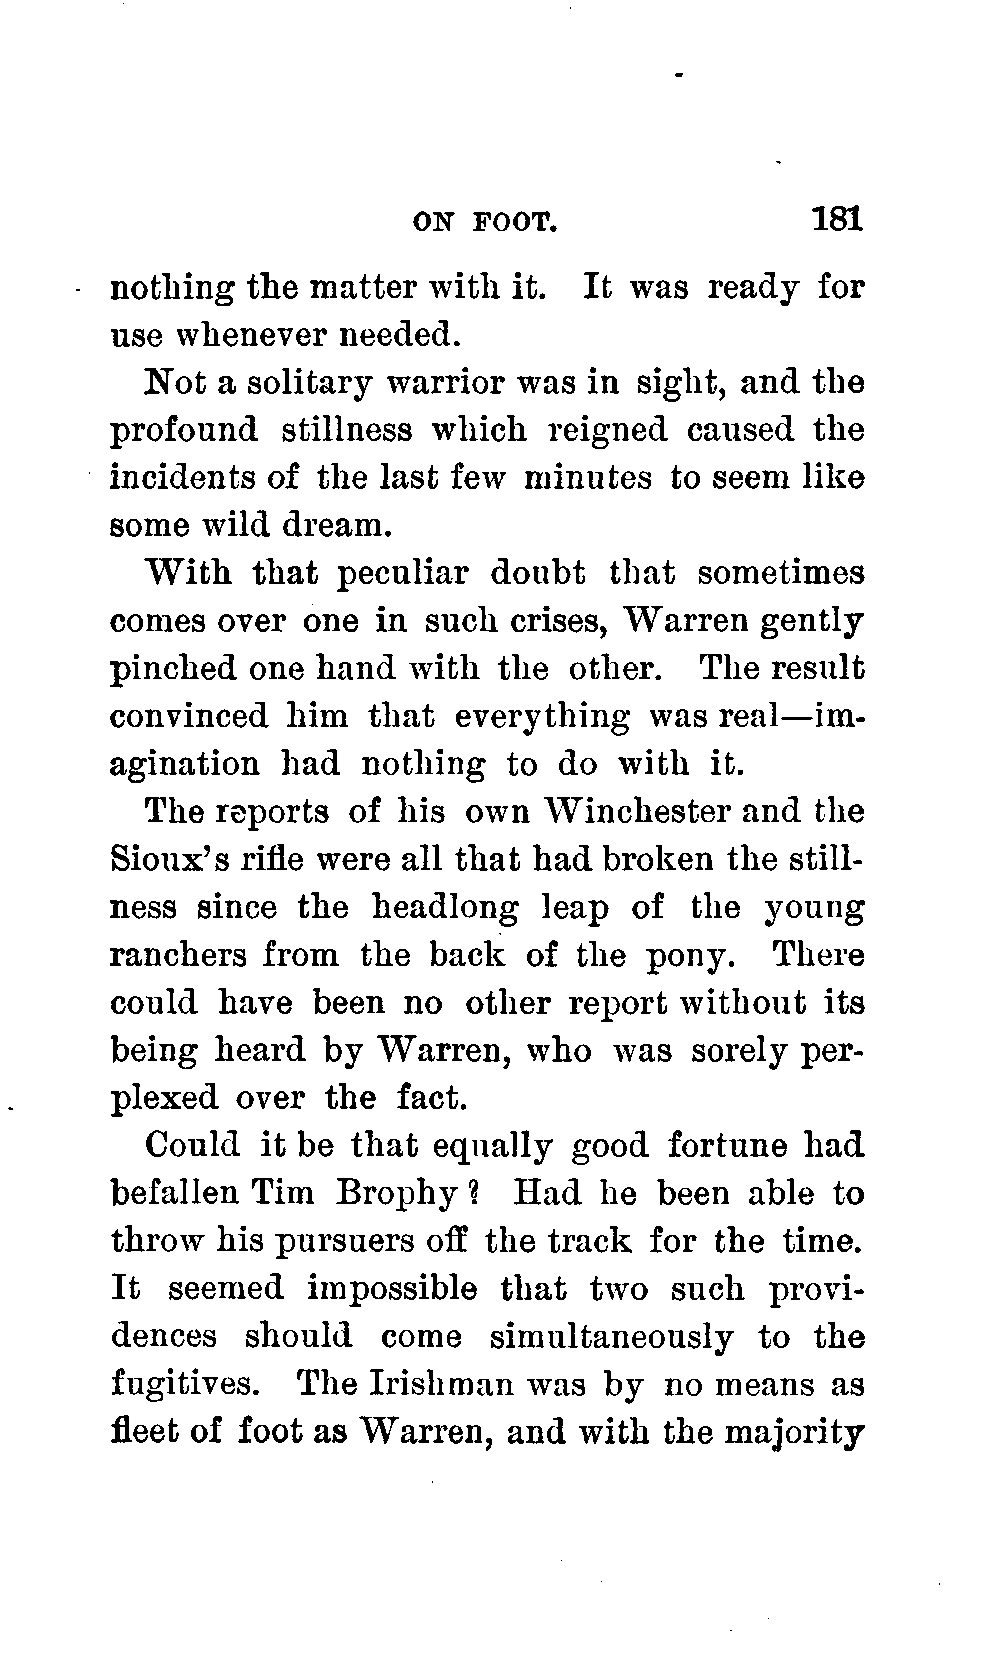 ON FOOT. 181
nothing the matter with it. It was ready for
use whenever needed.
Not a solitary warrior was in sight, and the
profound stillness which reigned caused the
incidents of the last few minutes to seem like
some wild dream.
With that peculiar doubt that sometimes
comes over one in such crises, Warren gently
pinched one hand with the other. The result
convinced him that everything was real—im-
agination had nothing to do with it.
The reports of his own Winchester and the
Sioux's rifle were all that had broken the still-
ness since the headlong leap of the young
ranchers from the back of the pony. There
could have been no other report without its
being heard by Warren, who was sorely per-
plexed over the fact.
Could it be that equally good fortune had
befallen Tim Brophy? Had he been able to
throw his pursuers off the track for the time.
It seemed impossible that two such provi-
dences should come simultaneously to the
fugitives. The Irishman was by no means as
fleet of foot as Warren, and with the majority